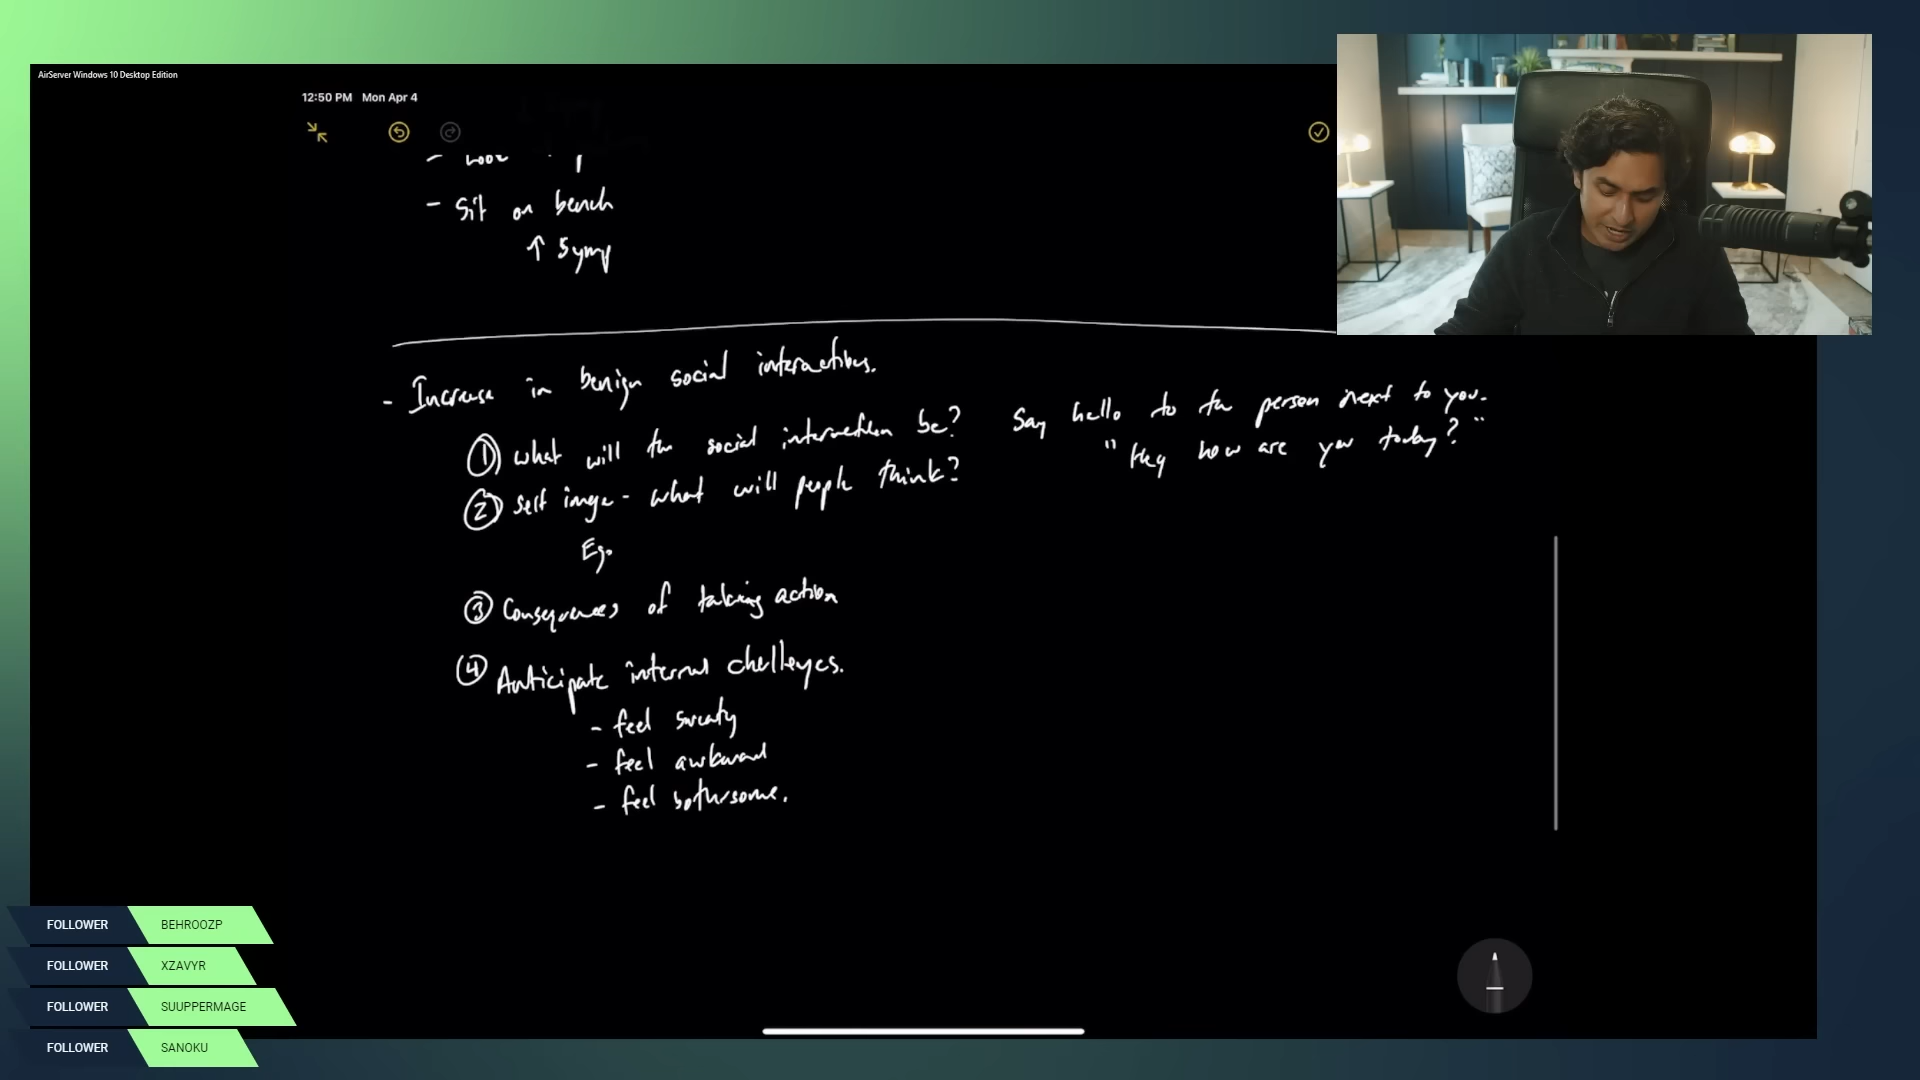 AirServer Windows 10 Desktop Edition
12:50 PM Mon Apr 4
- Sit on bench
↑ Symp
- Increase in benign social interactions.
① What will the social interaction be? Say hello to the person next to you.
"Hey how are you today?"
② Self image - what will people think?
Eg.
③ Consequences of taking action
④ Anticipate internal challenges.
- feel sweaty
- feel awkward
- feel bothersome.
FOLLOWER BEHROOZP
FOLLOWER XZAVYR
FOLLOWER SUUPPERMAGE
FOLLOWER SANOKU